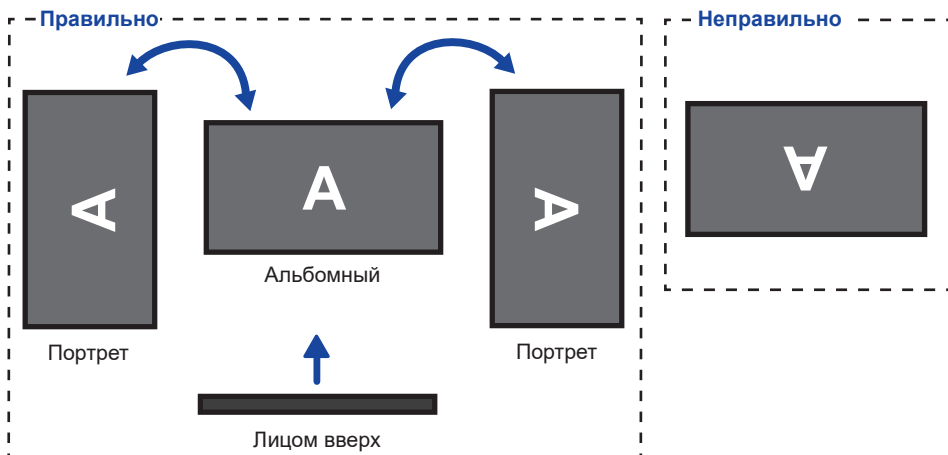 Правильно
Неправильно
A
A
A
A
Альбомный
Портрет
Портрет
Лицом вверх